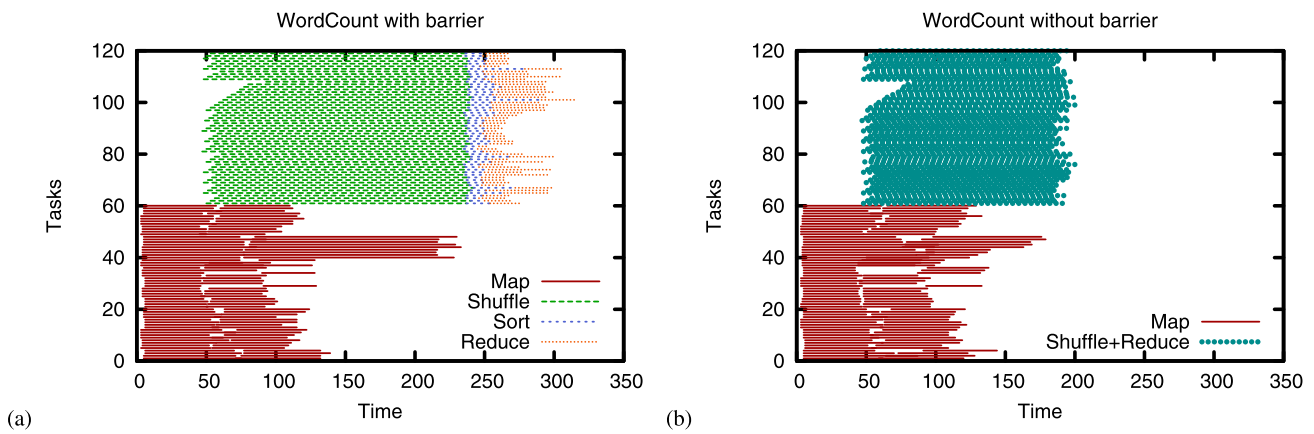 WordCount with barrier
120
100
80
60
40
20
0
Tasks
Map
Shuffle
Sort
Reduce
0 50 100 150 200 250 300 350
Time
(a)
WordCount without barrier
120
100
80
60
40
20
0
Tasks
Map
Shuffle+Reduce
0 50 100 150 200 250 300 350
Time
(b)